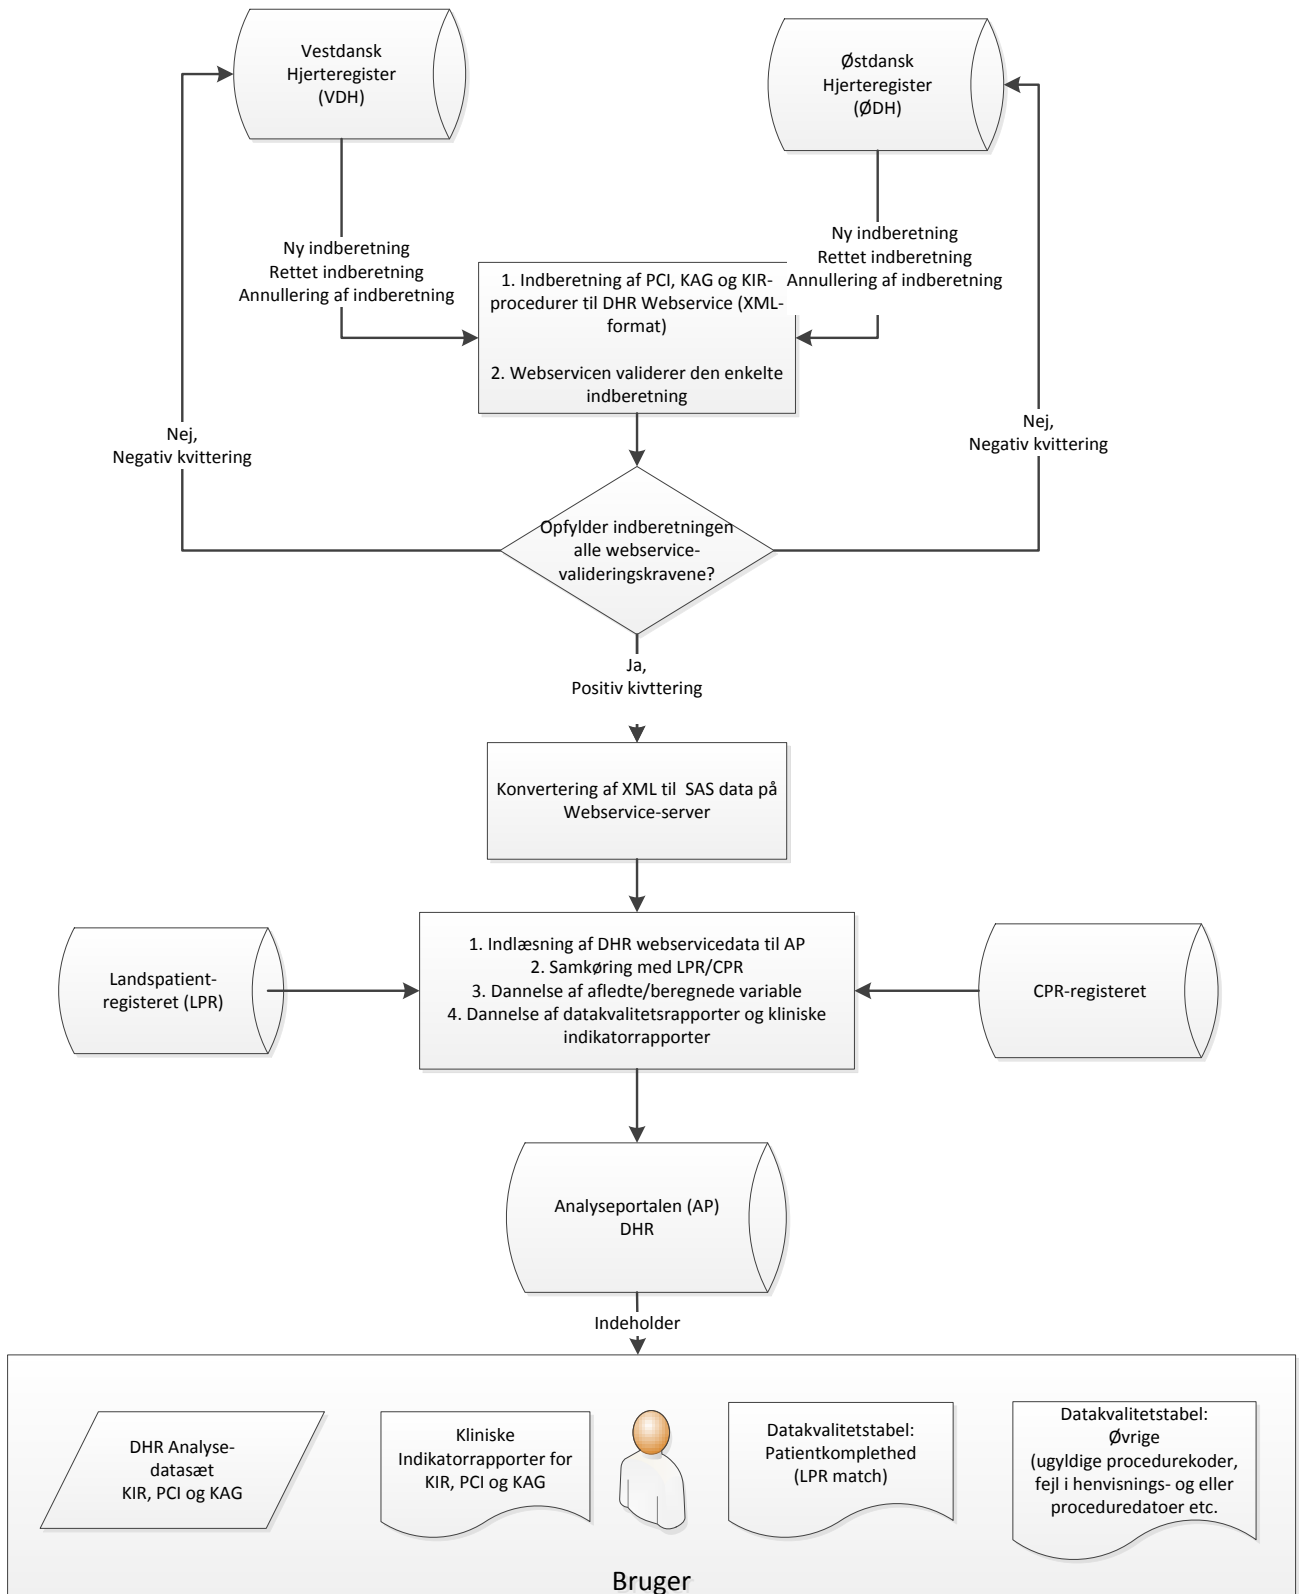 Vestdansk
Hjerteregister
(VDH)
Østdansk
Hjerteregister
(ØDH)
Ny indberetning
Rettet indberetning
Annullering af indberetning
Ny indberetning
Rettet indberetning
Annullering af indberetning
1. Indberetning af PCI, KAG og KIR-
procedurer til DHR Webservice (XML-
format)
2. Webservicen validerer den enkelte
indberetning
Nej,
Negativ kvittering
Nej,
Negativ kvittering
Opfylder indberetningen
alle webservice-
valideringskravene?
Ja,
Positiv kivttering
Konvertering af XML til SAS data på
Webservice-server
Landspatient-
registeret (LPR)
1. Indlæsning af DHR webservicedata til AP
2. Samkøring med LPR/CPR
3. Dannelse af afledte/beregnede variable
4. Dannelse af datakvalitetsrapporter og kliniske
indikatorrapporter
CPR-registeret
Analyseportalen (AP)
DHR
Indeholder
DHR Analyse-
datasæt
KIR, PCI og KAG
Kliniske
Indikatorrapporter for
KIR, PCI og KAG
Datakvalitetstabel:
Patientkomplethed
(LPR match)
Datakvalitetstabel:
Øvrige
(ugyldige procedurekoder,
fejl i henvisnings- og eller
proceduredatoer etc.
Bruger